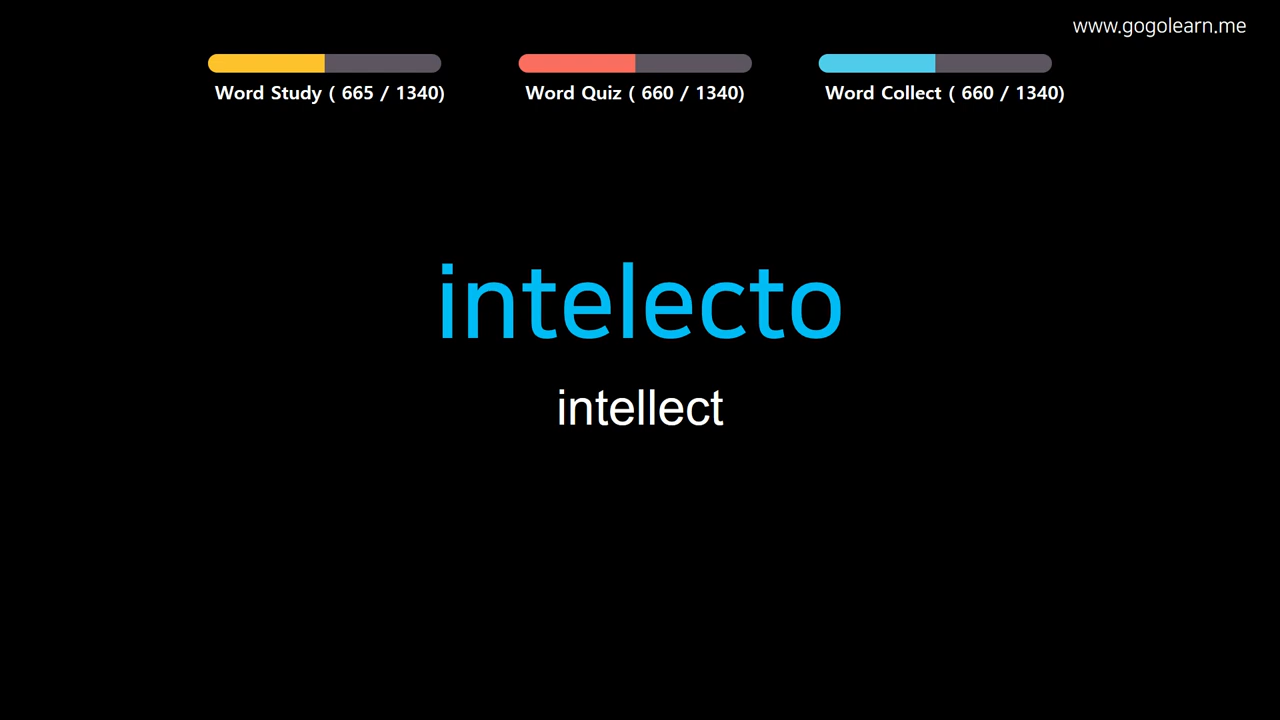 www.gogolearn.me
Word Study ( 665 / 1340)
Word Quiz ( 660 / 1340)
Word Collect ( 660 / 1340)
intelecto
intellect